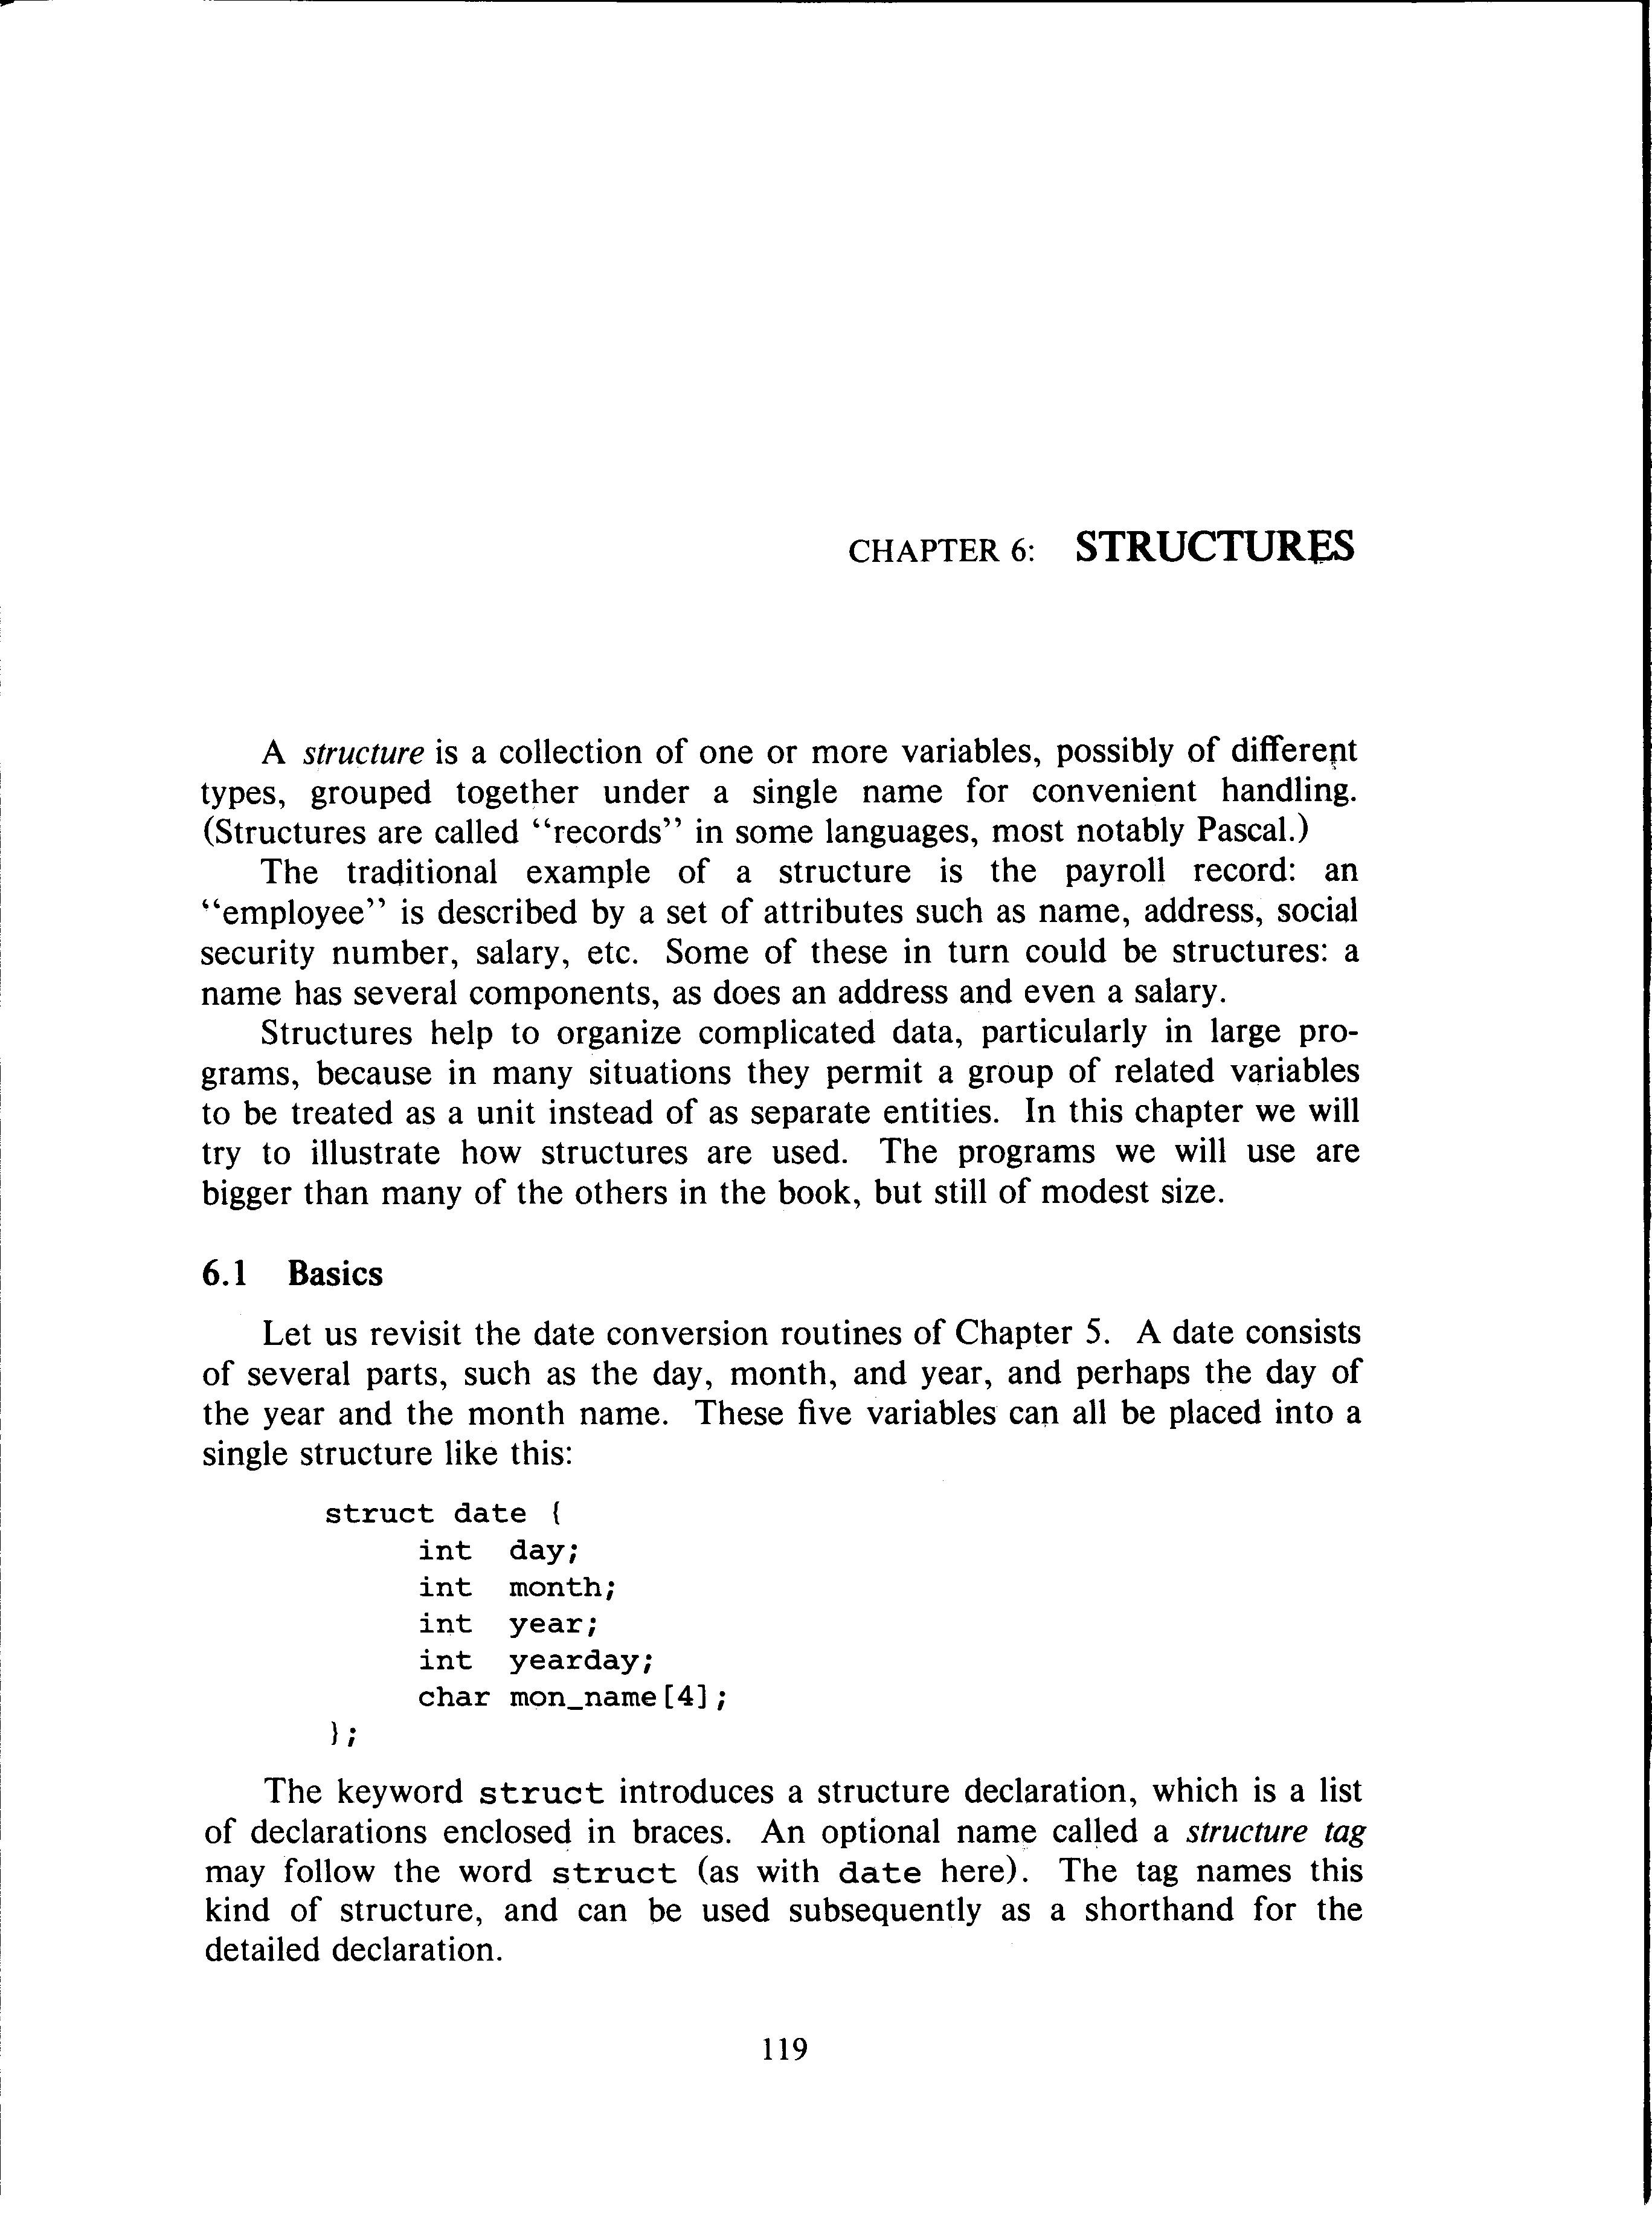 CHAPTER 6: STRUCTURES
A structure is a collection of one or more variables, possibly of different
types, grouped together under a single name for convenient handling.
(Structures are called “records” in some languages, most notably Pascal.)
The traditional example of a structure is the payroll record: an
“employee” is described by a set of attributes such as name, address, social
security number, salary, etc. Some of these in turn could be structures: a
name has several components, as does an address and even a salary.
Structures help to organize complicated data, particularly in large pro-
grams, because in many situations they permit a group of related variables
to be treated as a unit instead of as separate entities. In this chapter we will
try to illustrate how structures are used. The programs we will use are
bigger than many of the others in the book, but still of modest size.
6.1 Basics
Let us revisit the date conversion routines of Chapter 5. A date consists
of several parts, such as the day, month, and year, and perhaps the day of
the year and the month name. These five variables can all be placed into a
single structure like this:
struct date {
int day;
int month;
int year;
int yearday;
char mon_name[4];
};
The keyword struct introduces a structure declaration, which is a list
of declarations enclosed in braces. An optional name called a structure tag
may follow the word struct (as with date here). The tag names this
kind of structure, and can be used subsequently as a shorthand for the
detailed declaration.
119